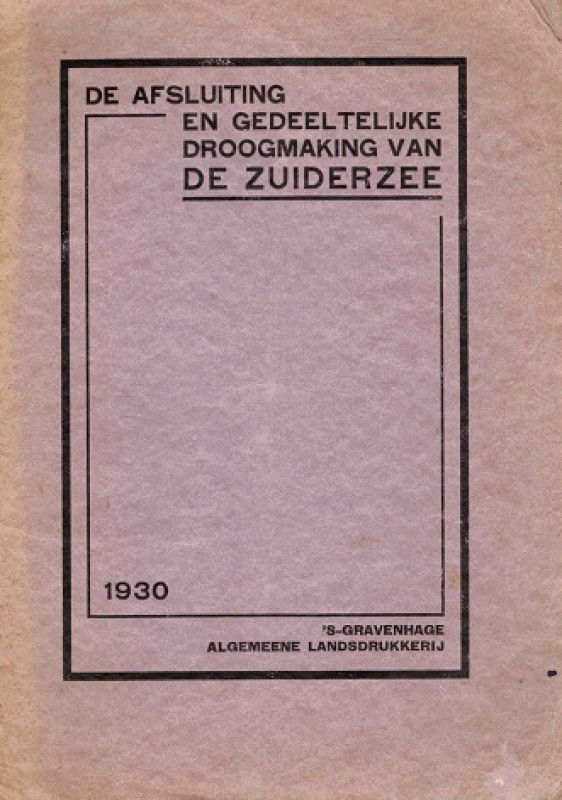 DE AFSLUITING
EN GEDEELTELIJKE
DROOGMAKING VAN
DE ZUIDERZEE
1930
'S-GRAVENHAGE
ALGEMEENE LANDSDRUKKERIJ